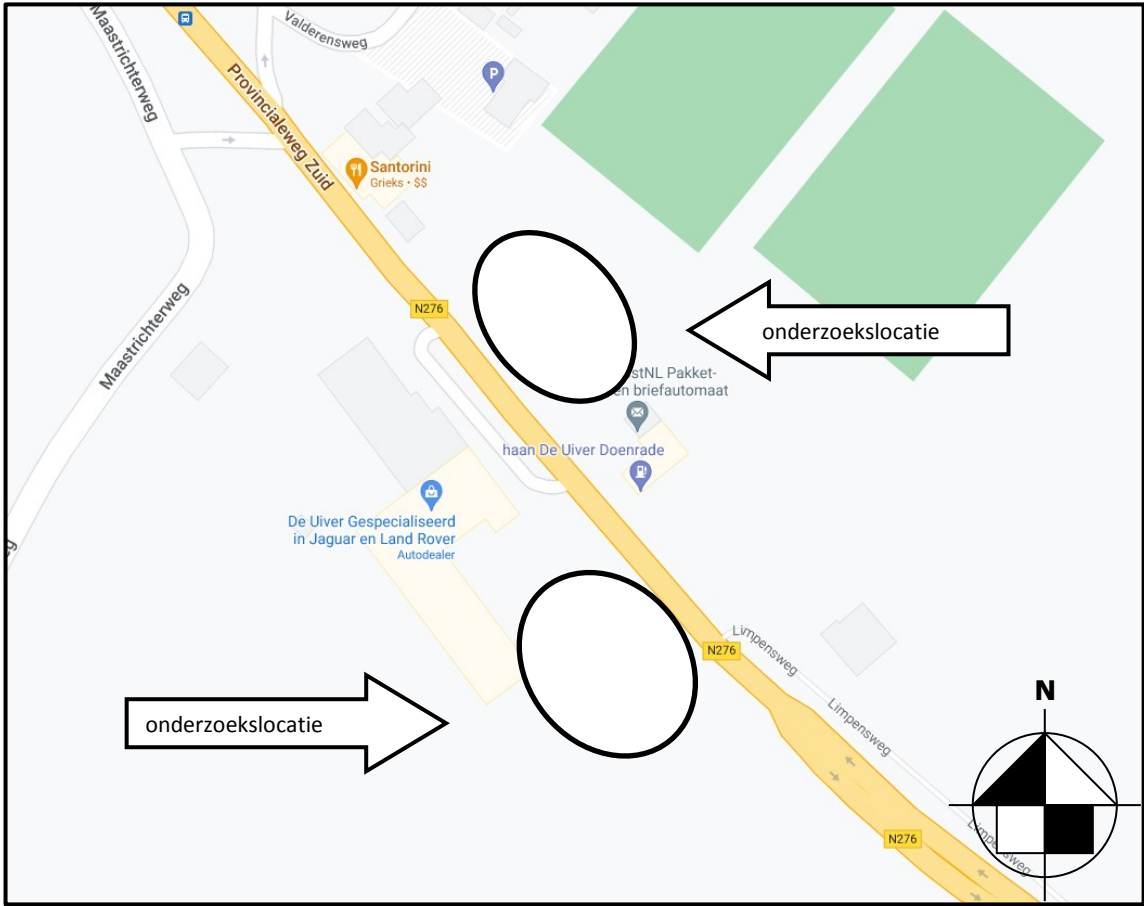 Maastrichterweg
Valderensweg
P
Provincialeweg Zuid
Santorini
Grieks • $$
N276
onderzoekslocatie
Maastrichterweg
stNL Pakket-
en briefautomaat
haan De Uiver Doenrade
De Uiver Gespecialiseerd
in Jaguar en Land Rover
Autodealer
N276
Limpensweg
onderzoekslocatie
Limpensweg
N
N276
Limpensweg